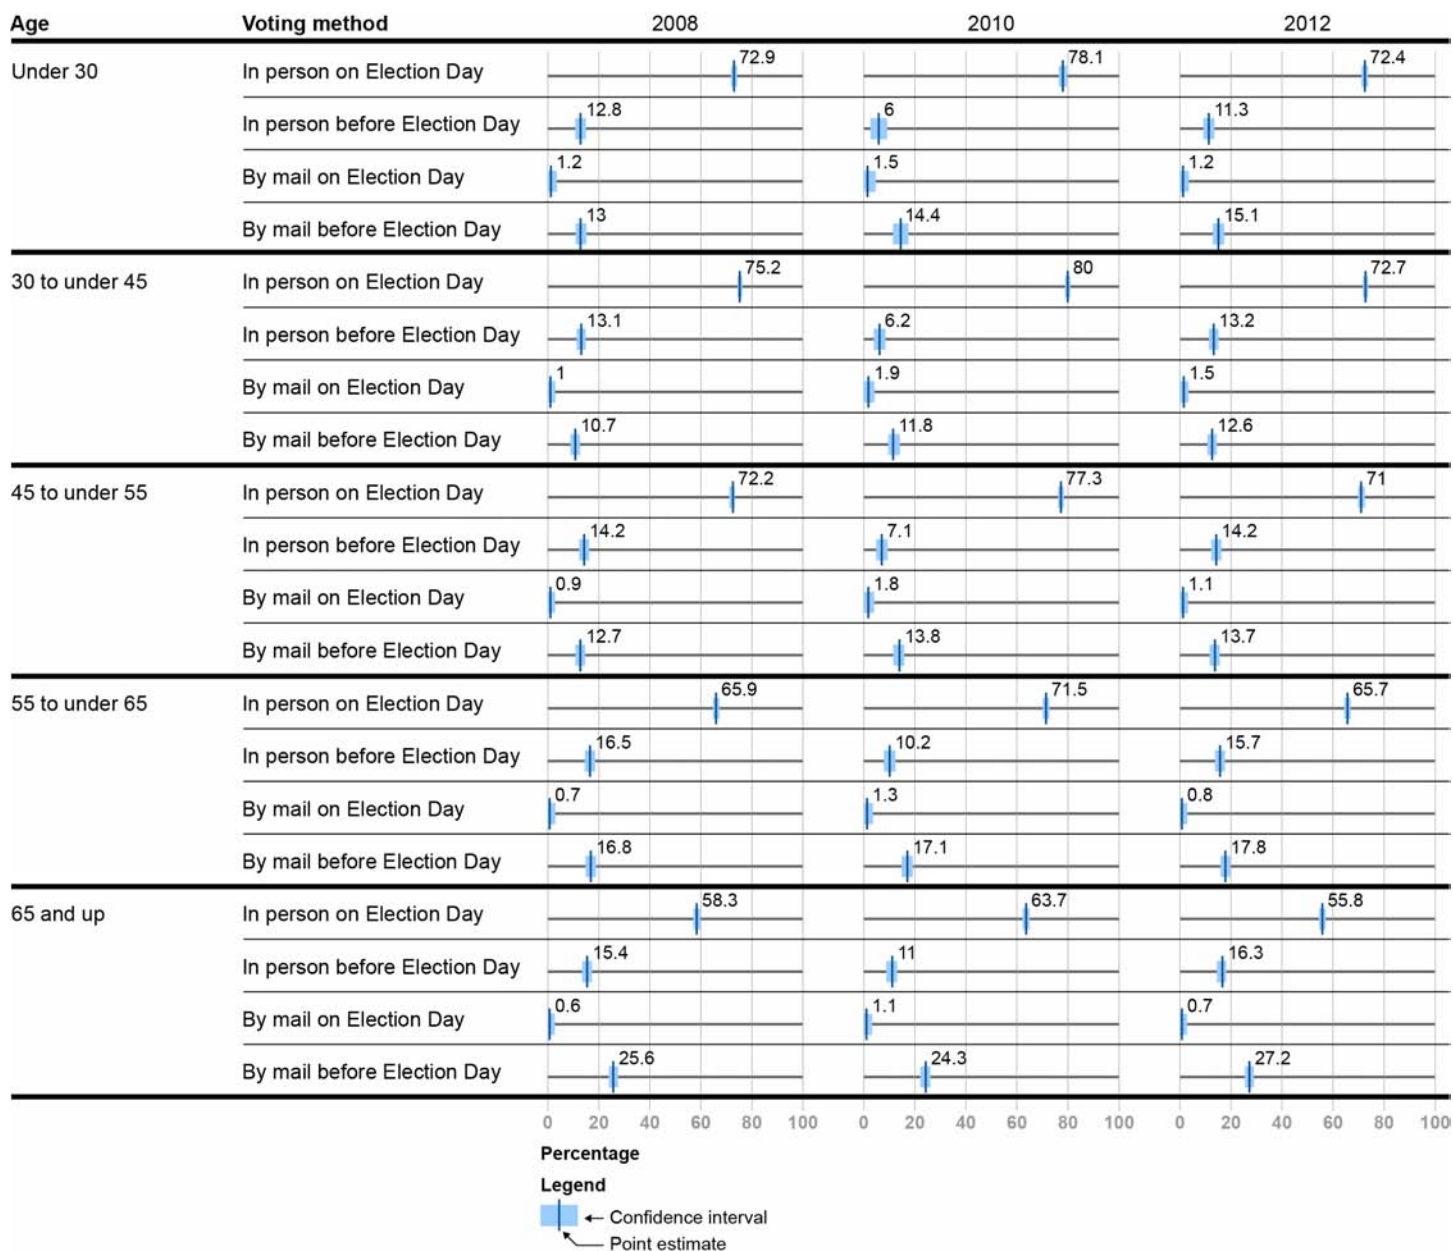 Age Voting method 2008 2010 2012
Under 30 In person on Election Day 72.9 78.1 72.4
In person before Election Day 12.8 6 11.3
By mail on Election Day 1.2 1.5 1.2
By mail before Election Day 13 14.4 15.1
30 to under 45 In person on Election Day 75.2 80 72.7
In person before Election Day 13.1 6.2 13.2
By mail on Election Day 1 1.9 1.5
By mail before Election Day 10.7 11.8 12.6
45 to under 55 In person on Election Day 72.2 77.3 71
In person before Election Day 14.2 7.1 14.2
By mail on Election Day 0.9 1.8 1.1
By mail before Election Day 12.7 13.8 13.7
55 to under 65 In person on Election Day 65.9 71.5 65.7
In person before Election Day 16.5 10.2 15.7
By mail on Election Day 0.7 1.3 0.8
By mail before Election Day 16.8 17.1 17.8
65 and up In person on Election Day 58.3 63.7 55.8
In person before Election Day 15.4 11 16.3
By mail on Election Day 0.6 1.1 0.7
By mail before Election Day 25.6 24.3 27.2
0 20 40 60 80 100 0 20 40 60 80 100 0 20 40 60 80 100
Percentage
Legend
Confidence interval
Point estimate